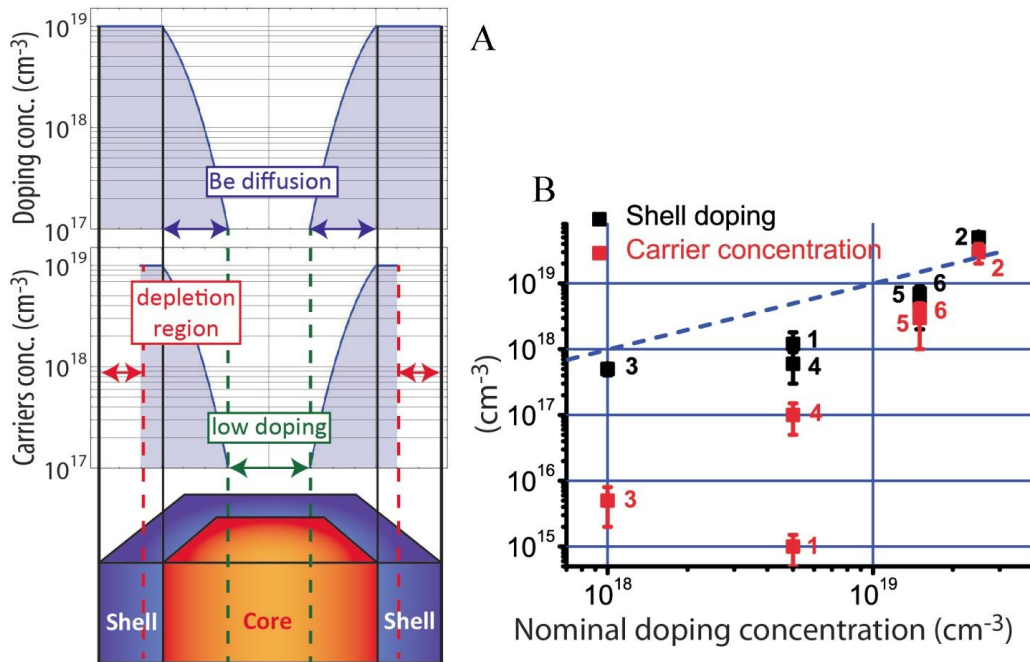 A
Doping conc. (cm-3)
10^19
10^18
10^17
Be diffusion
Carriers conc. (cm-3)
10^19
10^18
10^17
depletion
region
low doping
Shell
Core
Shell
B
Shell doping
Carrier concentration
(cm-3)
10^19
10^18
10^17
10^16
10^15
2
2
6
5
6
5
1
3
4
4
3
1
10^18
10^19
Nominal doping concentration (cm-3)